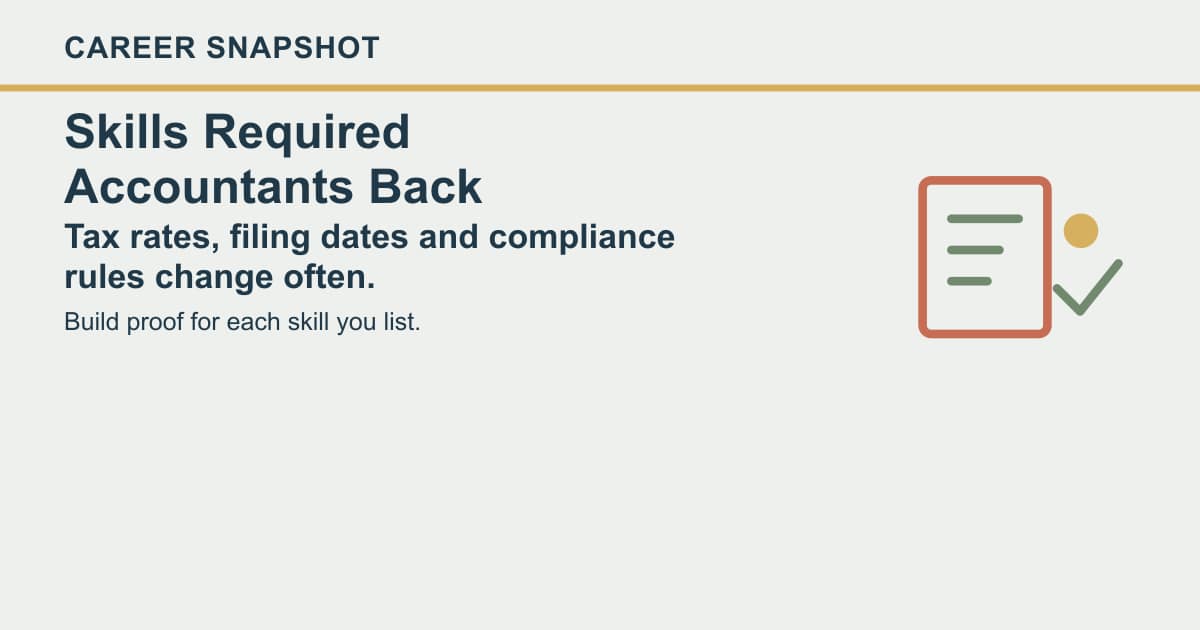 CAREER SNAPSHOT
Skills Required
Accountants Back
Tax rates, filing dates and compliance
rules change often.
Build proof for each skill you list.